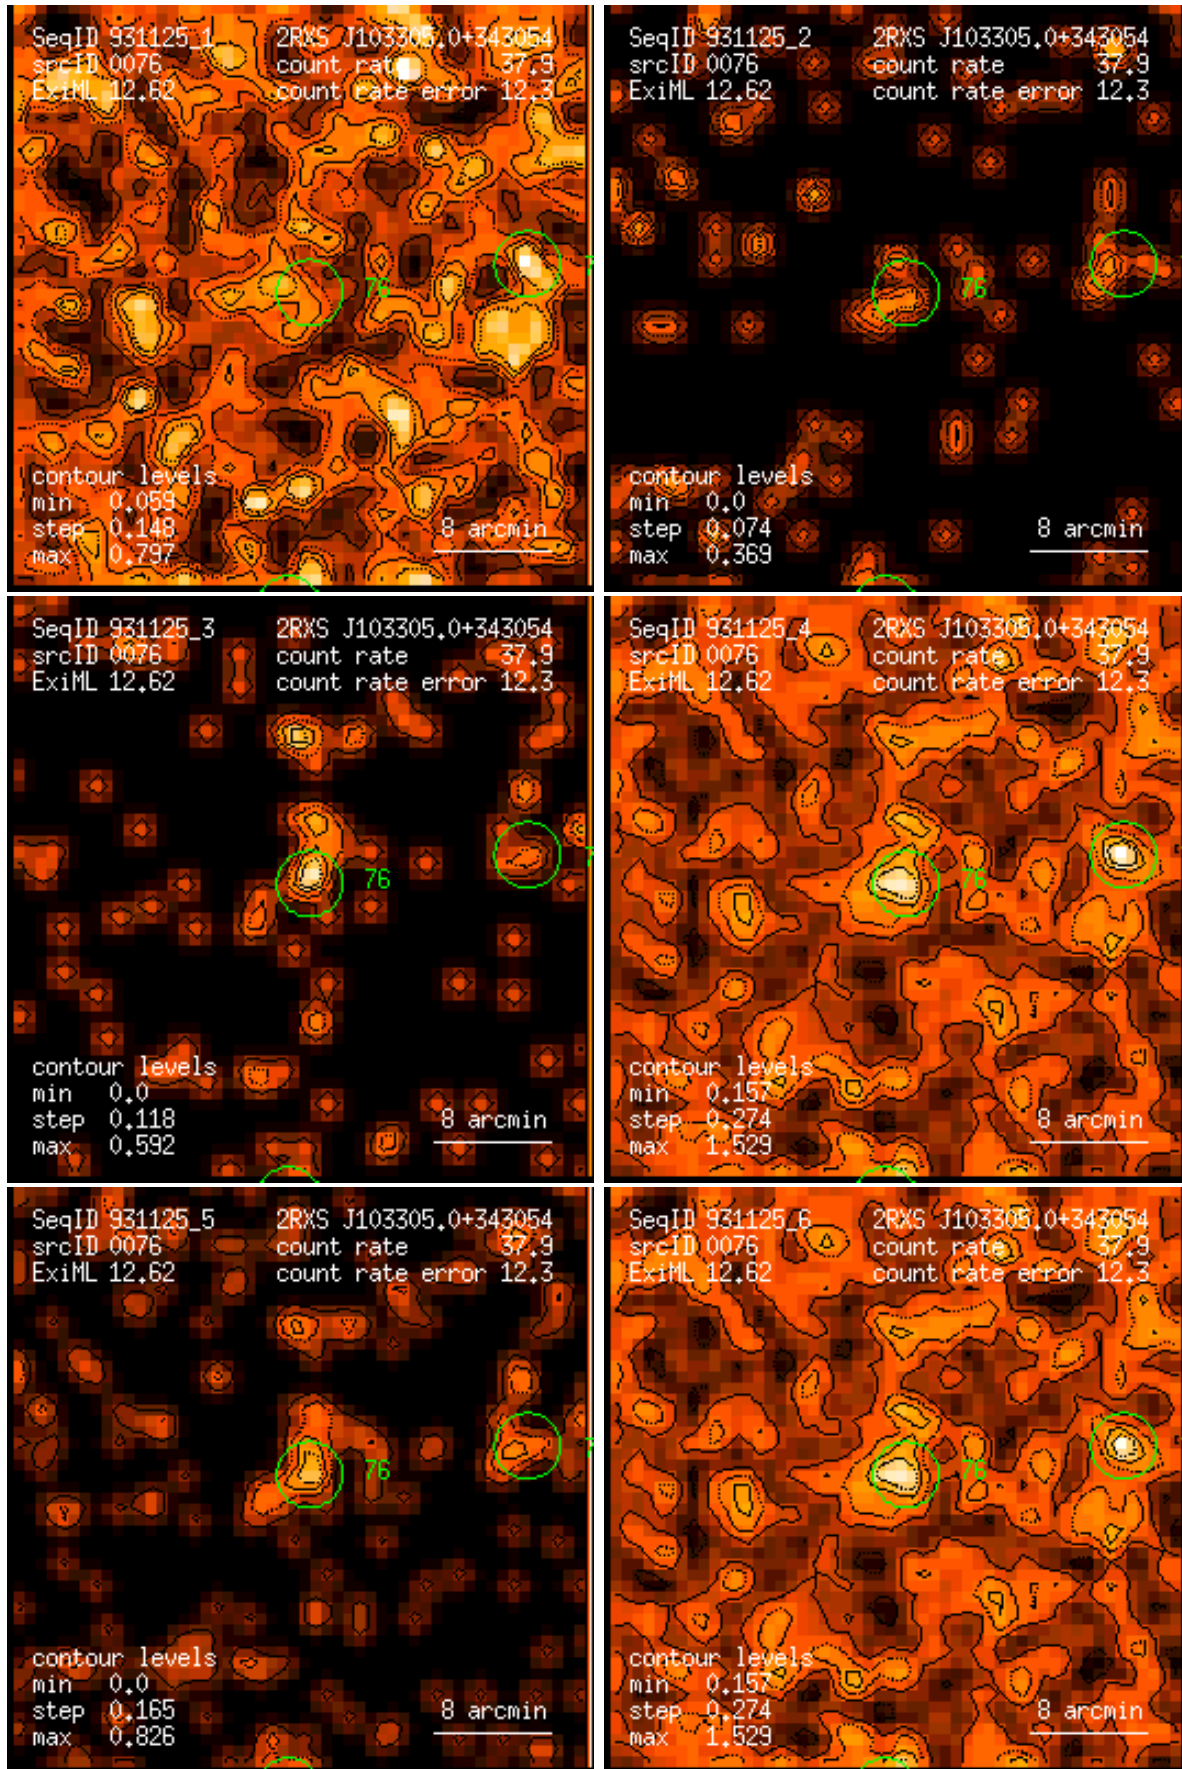 SeqID 931125_1 2RXS J103305.0+343054
srcID 0076 count rate 37.9
ExiML 12.62 count rate error 12.3
76
contour levels
min 0.059
step 0.148
max 0.797
8 arcmin
SeqID 931125_2 2RXS J103305.0+343054
srcID 0076 count rate 37.9
ExiML 12.62 count rate error 12.3
76
contour levels
min 0.0
step 0.074
max 0.369
8 arcmin
SeqID 931125_3 2RXS J103305.0+343054
srcID 0076 count rate 37.9
ExiML 12.62 count rate error 12.3
76
contour levels
min 0.0
step 0.118
max 0.592
8 arcmin
SeqID 931125_4 2RXS J103305.0+343054
srcID 0076 count rate 37.9
ExiML 12.62 count rate error 12.3
76
contour levels
min 0.157
step 0.274
max 1.529
8 arcmin
SeqID 931125_5 2RXS J103305.0+343054
srcID 0076 count rate 37.9
ExiML 12.62 count rate error 12.3
76
contour levels
min 0.0
step 0.165
max 0.826
8 arcmin
SeqID 931125_6 2RXS J103305.0+343054
srcID 0076 count rate 37.9
ExiML 12.62 count rate error 12.3
76
contour levels
min 0.157
step 0.274
max 1.529
8 arcmin